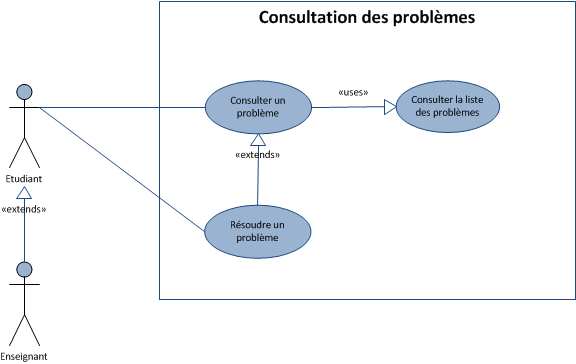 Consultation des problèmes
Consulter un
problème
«uses»
Consulter la liste
des problèmes
«extends»
Etudiant
«extends»
Résoudre un
problème
Enseignant